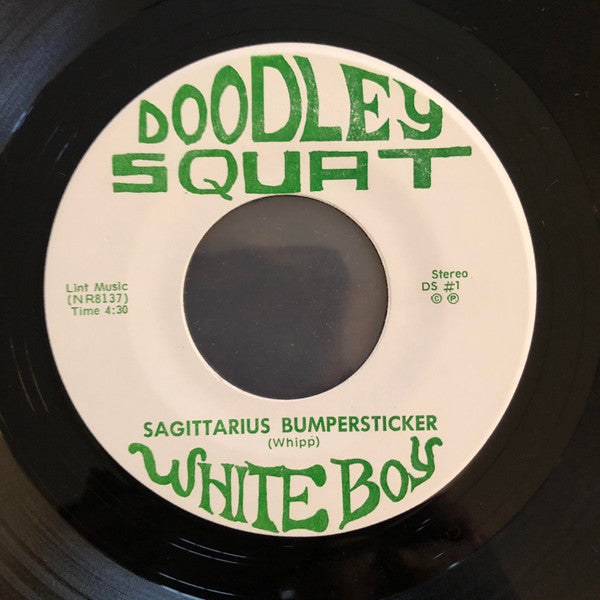 DOODLEY
SQUAT
Lint Music
(NR8137)
Time 4:30
Stereo
DS #1
© ℗
SAGITTARIUS BUMPERSTICKER
(Whipp)
WHITE BOY